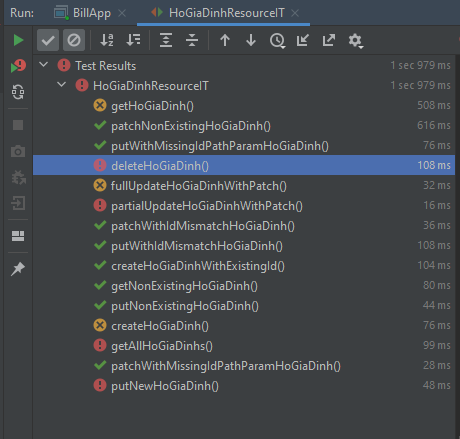 Run: BillApp × HoGiaDinhResourceIT ×
Test Results 1 sec 979 ms
HoGiaDinhResourceIT 1 sec 979 ms
getHoGiaDinh() 508 ms
patchNonExistingHoGiaDinh() 616 ms
putWithMissingIdPathParamHoGiaDinh() 76 ms
deleteHoGiaDinh() 108 ms
fullUpdateHoGiaDinhWithPatch() 32 ms
partialUpdateHoGiaDinhWithPatch() 16 ms
patchWithIdMismatchHoGiaDinh() 36 ms
putWithIdMismatchHoGiaDinh() 108 ms
createHoGiaDinhWithExistingId() 104 ms
getNonExistingHoGiaDinh() 80 ms
putNonExistingHoGiaDinh() 44 ms
createHoGiaDinh() 76 ms
getAllHoGiaDinhs() 99 ms
patchWithMissingIdPathParamHoGiaDinh() 28 ms
putNewHoGiaDinh() 48 ms